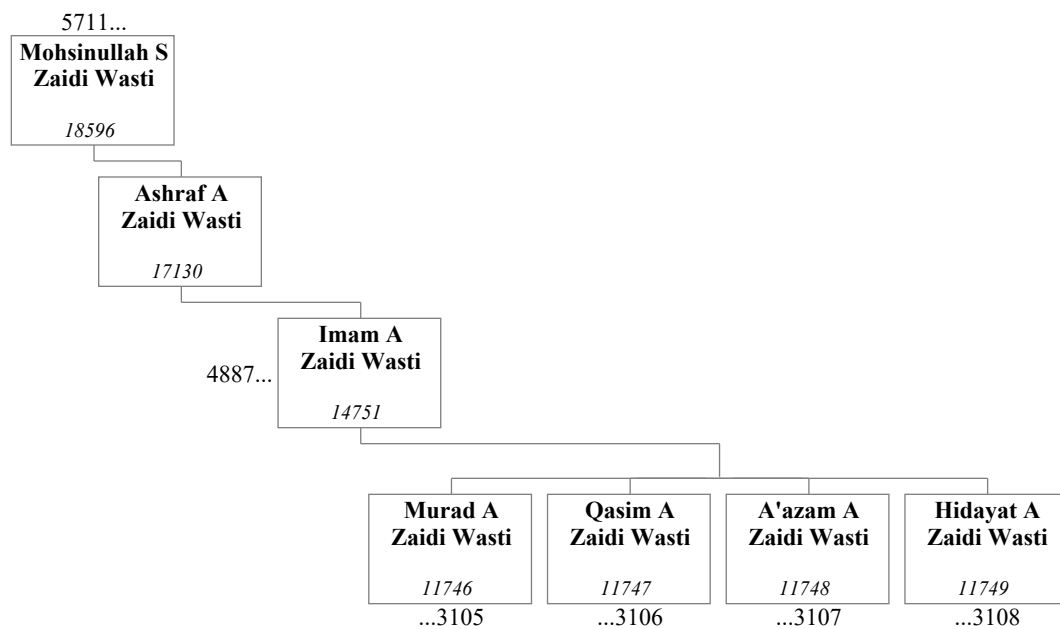 5711...
Mohsinullah S
Zaidi Wasti
18596
Ashraf A
Zaidi Wasti
17130
Imam A
Zaidi Wasti
4887...
14751
Murad A
Zaidi Wasti
11746
...3105
Qasim A
Zaidi Wasti
11747
...3106
A'azam A
Zaidi Wasti
11748
...3107
Hidayat A
Zaidi Wasti
11749
...3108